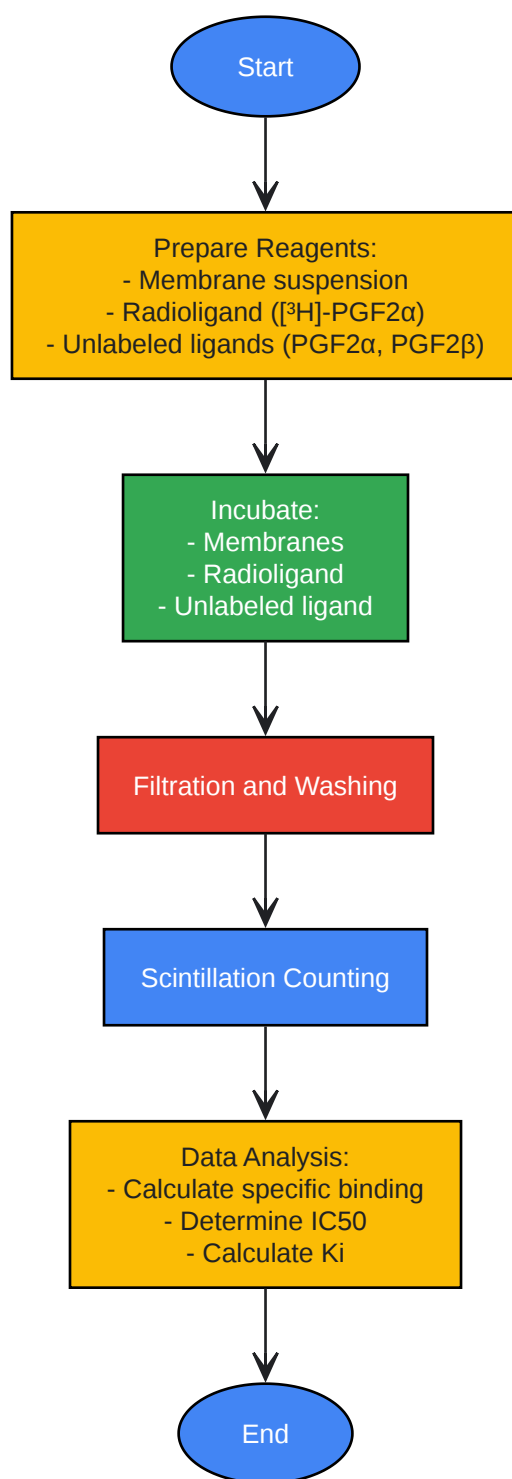 Start
Prepare Reagents:
- Membrane suspension
- Radioligand ([³H]-PGF2α)
- Unlabeled ligands (PGF2α, PGF2β)
Incubate:
- Membranes
- Radioligand
- Unlabeled ligand
Filtration and Washing
Scintillation Counting
Data Analysis:
- Calculate specific binding
- Determine IC50
- Calculate Ki
End